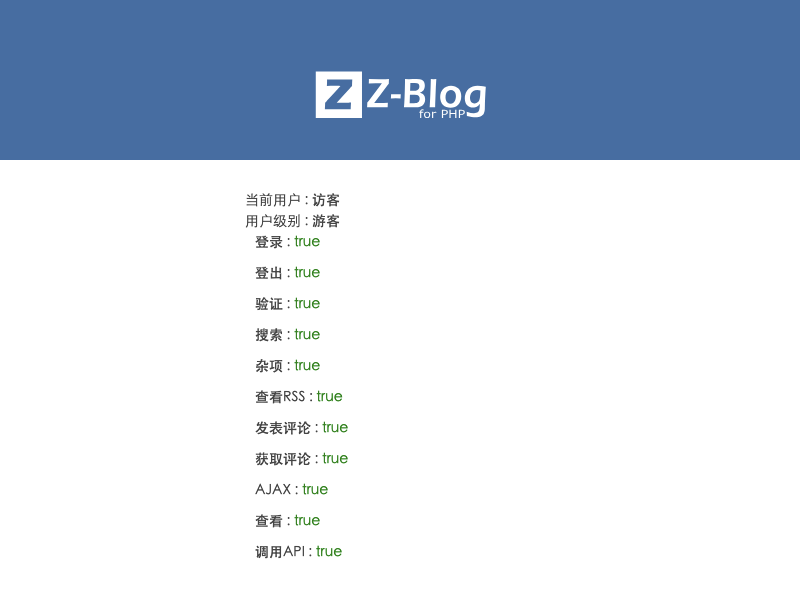 Z Z-Blog
for PHP
当前用户 : 访客
用户级别 : 游客
登录 : true
登出 : true
验证 : true
搜索 : true
杂项 : true
查看RSS : true
发表评论 : true
获取评论 : true
AJAX : true
查看 : true
调用API : true